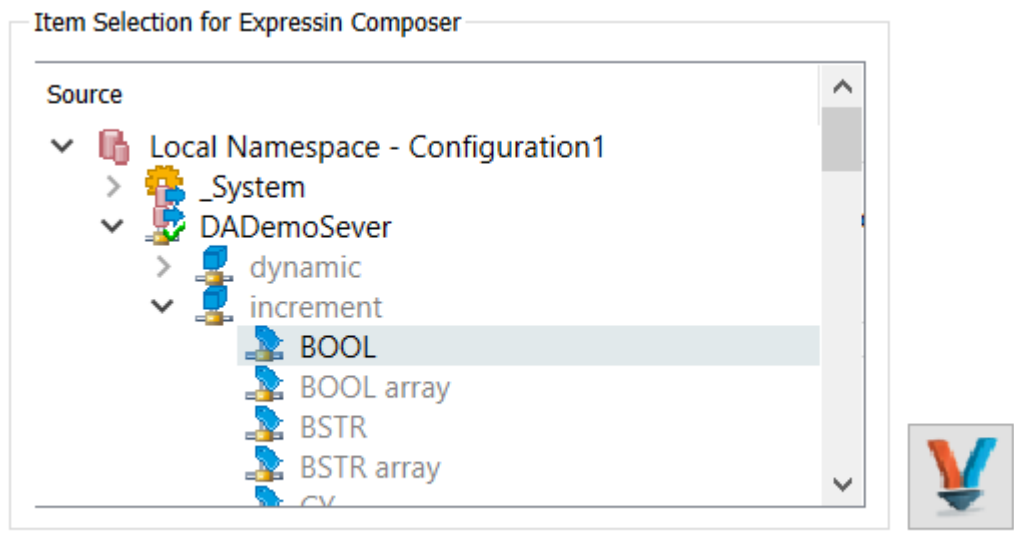 Item Selection for Expressin Composer
Source
Local Namespace - Configuration1
_System
DADemoSever
dynamic
increment
BOOL
BOOL array
BSTR
BSTR array